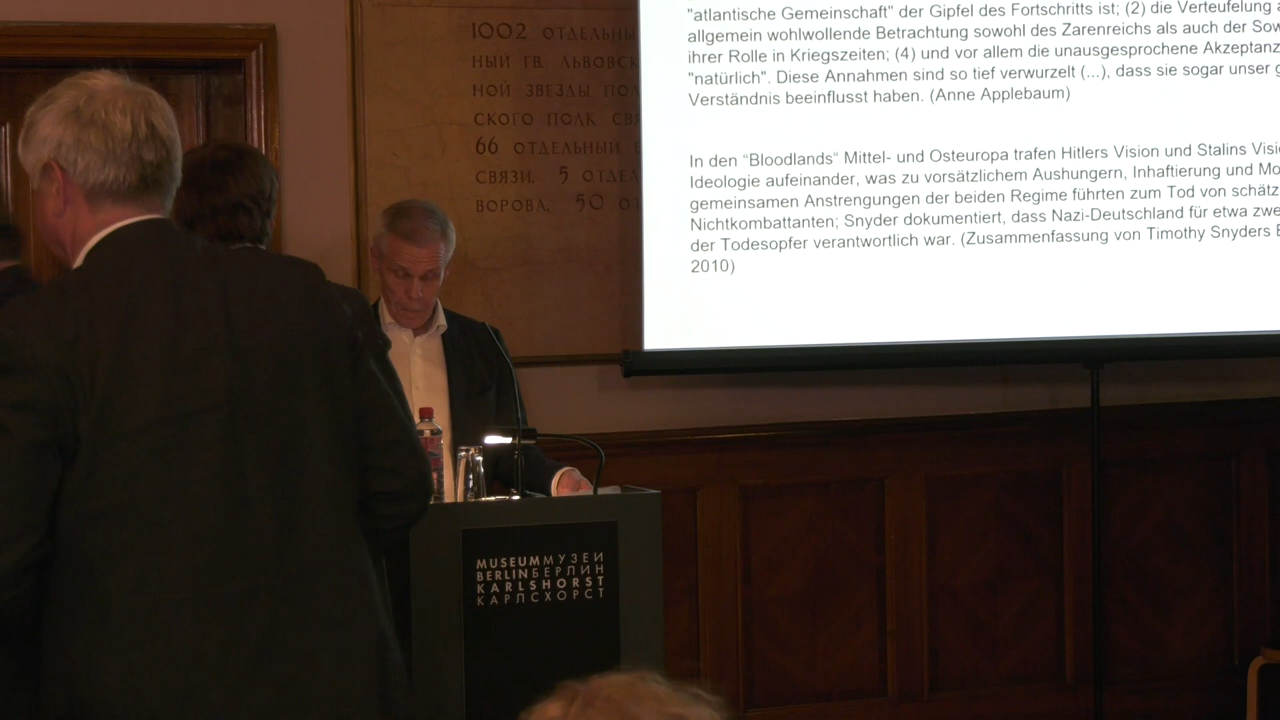 1002 ОТДЕЛЬНЫ
НЫЙ ГВ. ЛЬВОВСК
НОЙ ЗВЕЗДЫ ПОЛ
СКОГО ПОЛК СВЯ
66 ОТДЕЛЬНЫЙ
СВЯЗИ, 5 ОТДЕЛ
ВОРОВА, 50 ОТ
"atlantische Gemeinschaft" der Gipfel des Fortschritts ist; (2) die Verteufelung
allgemein wohlwollende Betrachtung sowohl des Zarenreichs als auch der Sow
ihrer Rolle in Kriegszeiten; (4) und vor allem die unausgesprochene Akzeptanz
"natürlich". Diese Annahmen sind so tief verwurzelt (...), dass sie sogar unser
Verständnis beeinflusst haben. (Anne Applebaum)
In den "Bloodlands" Mittel- und Osteuropa trafen Hitlers Vision und Stalins Visi
Ideologie aufeinander, was zu vorsätzlichem Aushungern, Inhaftierung und Mo
gemeinsamen Anstrengungen der beiden Regime führten zum Tod von schätz
Nichtkombattanten; Snyder dokumentiert, dass Nazi-Deutschland für etwa zwe
der Todesopfer verantwortlich war. (Zusammenfassung von Timothy Snyders
2010)
MUSEUMМУЗЕЙ
BERLINБЕРЛИН
KARLSHORST
КАРЛСХОРСТ